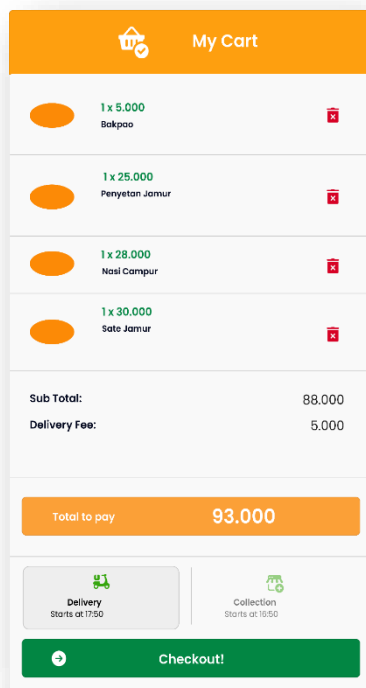 My Cart
1 x 5.000
Bakpao
1 x 25.000
Penyetan Jamur
1 x 28.000
Nasi Campur
1 x 30.000
Sate Jamur
Sub Total: 88.000
Delivery Fee: 5.000
Total to pay 93.000
Delivery
Starts at 17:50
Collection
Starts at 16:50
Checkout!